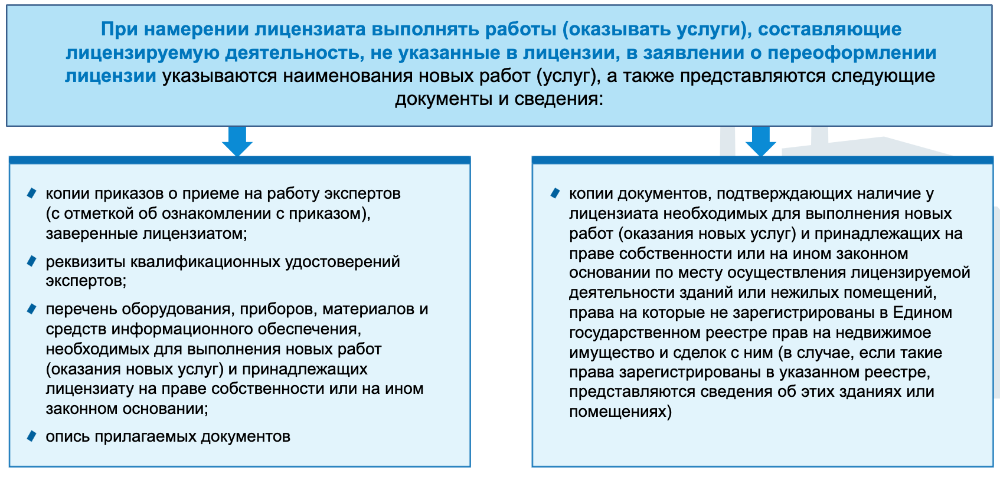 При намерении лицензиата выполнять работы (оказывать услуги), составляющие
лицензируемую деятельность, не указанные в лицензии, в заявлении о переоформлении
лицензии указываются наименования новых работ (услуг), а также представляются следующие
документы и сведения:
копии приказов о приеме на работу экспертов
(с отметкой об ознакомлении с приказом),
заверенные лицензиатом;
реквизиты квалификационных удостоверений
экспертов;
перечень оборудования, приборов, материалов и
средств информационного обеспечения,
необходимых для выполнения новых работ
(оказания новых услуг) и принадлежащих
лицензиату на праве собственности или на ином
законном основании;
опись прилагаемых документов
копии документов, подтверждающих наличие у
лицензиата необходимых для выполнения новых
работ (оказания новых услуг) и принадлежащих на
праве собственности или на ином законном
основании по месту осуществления лицензируемой
деятельности зданий или нежилых помещений,
права на которые не зарегистрированы в Едином
государственном реестре прав на недвижимое
имущество и сделок с ним (в случае, если такие
права зарегистрированы в указанном реестре,
представляются сведения об этих зданиях или
помещениях)